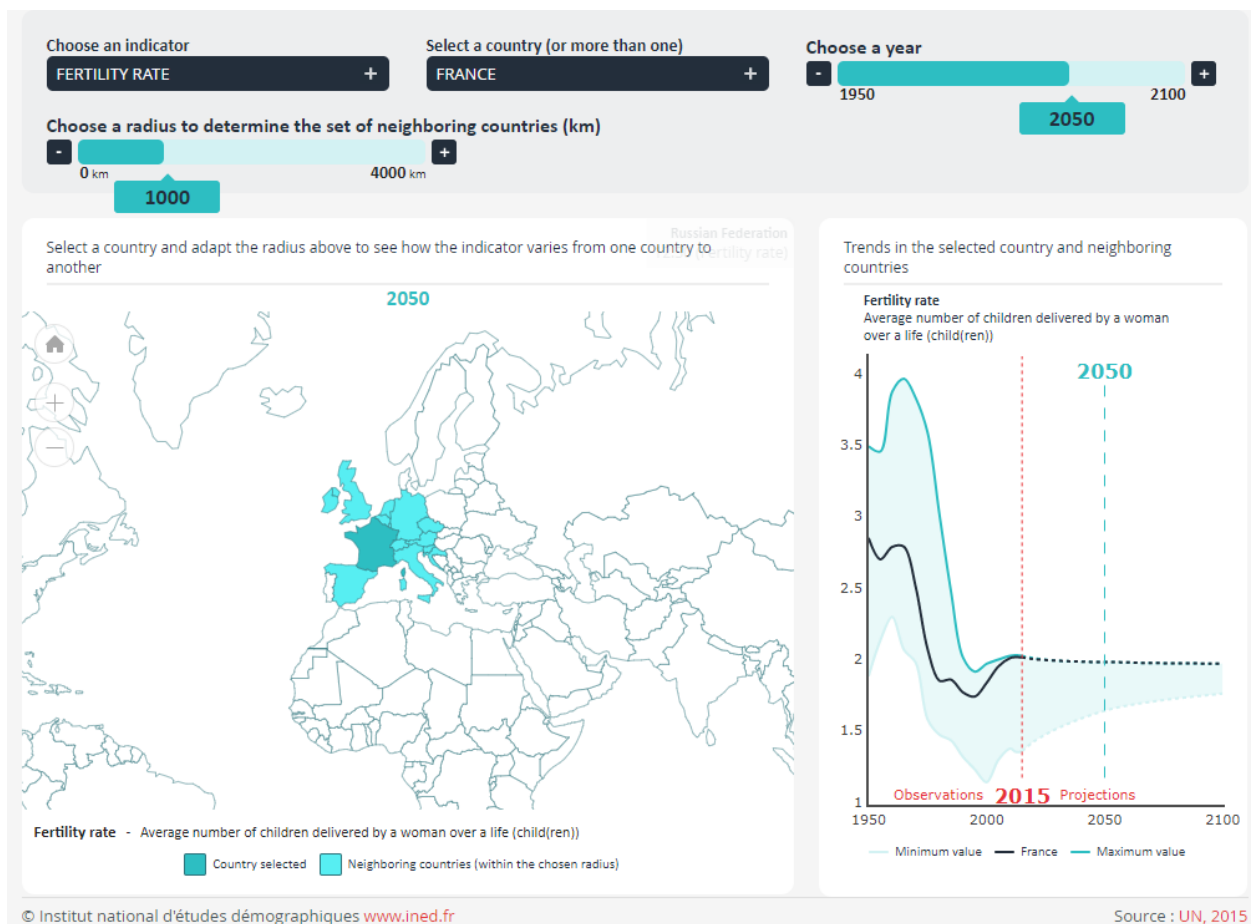 Choose an indicator
FERTILITY RATE +
Select a country (or more than one)
FRANCE +
Choose a year
- +
1950 2100
2050
Choose a radius to determine the set of neighboring countries (km)
- +
0 km 4000 km
1000
Select a country and adapt the radius above to see how the indicator varies from one country to
another
Russian Federation
(Fertility rate)
2050
Trends in the selected country and neighboring
countries
Fertility rate
Average number of children delivered by a woman
over a life (child(ren))
4
2050
3.5
3
2.5
2
1.5
1
Observations 2015 Projections
1950 2000 2050 2100
Minimum value France Maximum value
Fertility rate - Average number of children delivered by a woman over a life (child(ren))
Country selected Neighboring countries (within the chosen radius)
© Institut national d'études démographiques www.ined.fr
Source : UN, 2015